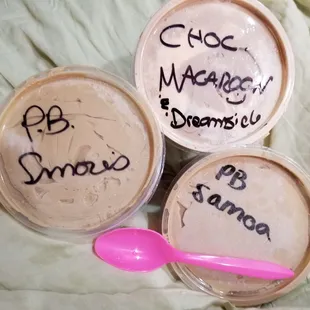 CHOC.
MACAROON
& Dreamsicle
P.B.
Smores
PB
Samoa